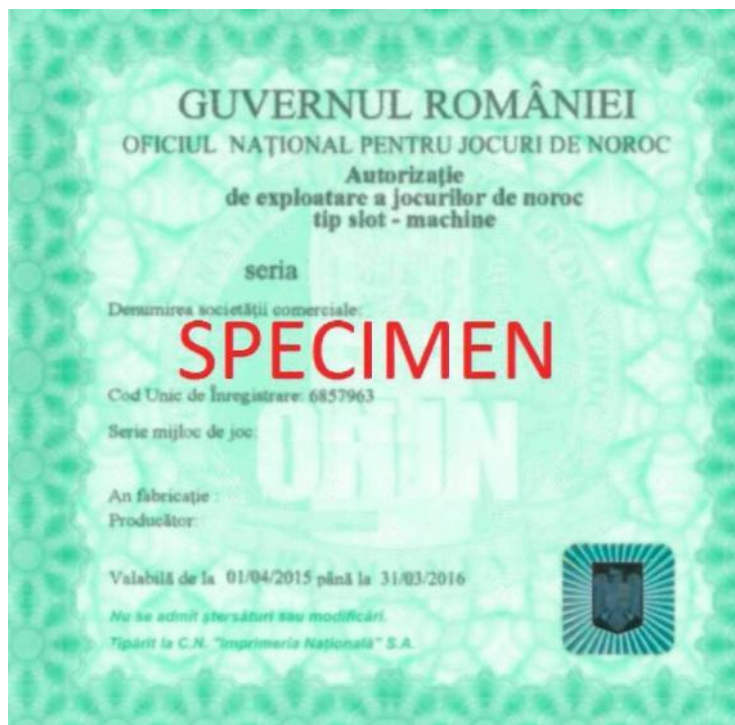 GUVERNUL ROMÂNIEI
OFICIUL NAȚIONAL PENTRU JOCURI DE NOROC
Autorizație
de exploatare a jocurilor de noroc
tip slot - machine
seria
Denumirea societății comerciale:
SPECIMEN
Cod Unic de Înregistrare: 6857963
Serie mijloc de joc:
An fabricație :
Producător:
Valabilă de la 01/04/2015 până la 31/03/2016
Nu se admit ștersături sau modificări.
Tipărit la C.N. "Imprimeria Națională" S.A.